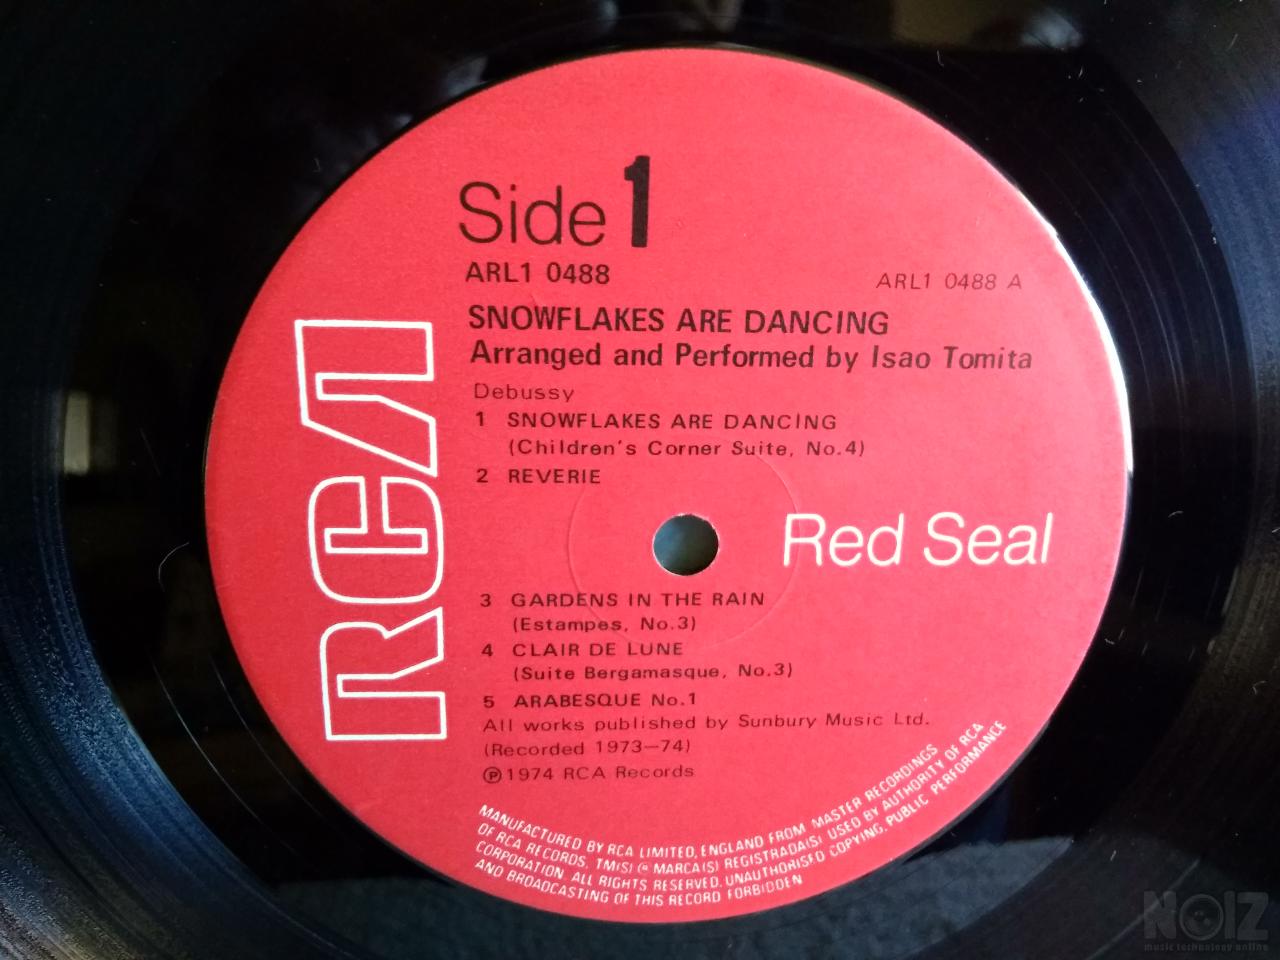 Side 1
ARL1 0488
ARL1 0488 A
SNOWFLAKES ARE DANCING
Arranged and Performed by Isao Tomita
Debussy
1 SNOWFLAKES ARE DANCING
(Children's Corner Suite, No.4)
2 REVERIE
RCA
Red Seal
3 GARDENS IN THE RAIN
(Estampes, No.3)
4 CLAIR DE LUNE
(Suite Bergamasque, No.3)
5 ARABESQUE No.1
All works published by Sunbury Music Ltd.
(Recorded 1973–74)
℗ 1974 RCA Records
MANUFACTURED BY RCA LIMITED, ENGLAND FROM MASTER RECORDINGS
OF RCA RECORDS. TM(S) ® MARCA(S) REGISTRADA(S) USED BY AUTHORITY OF RCA
CORPORATION. ALL RIGHTS RESERVED. UNAUTHORISED COPYING, PUBLIC PERFORMANCE
AND BROADCASTING OF THIS RECORD FORBIDDEN
NOIZ
music technology online